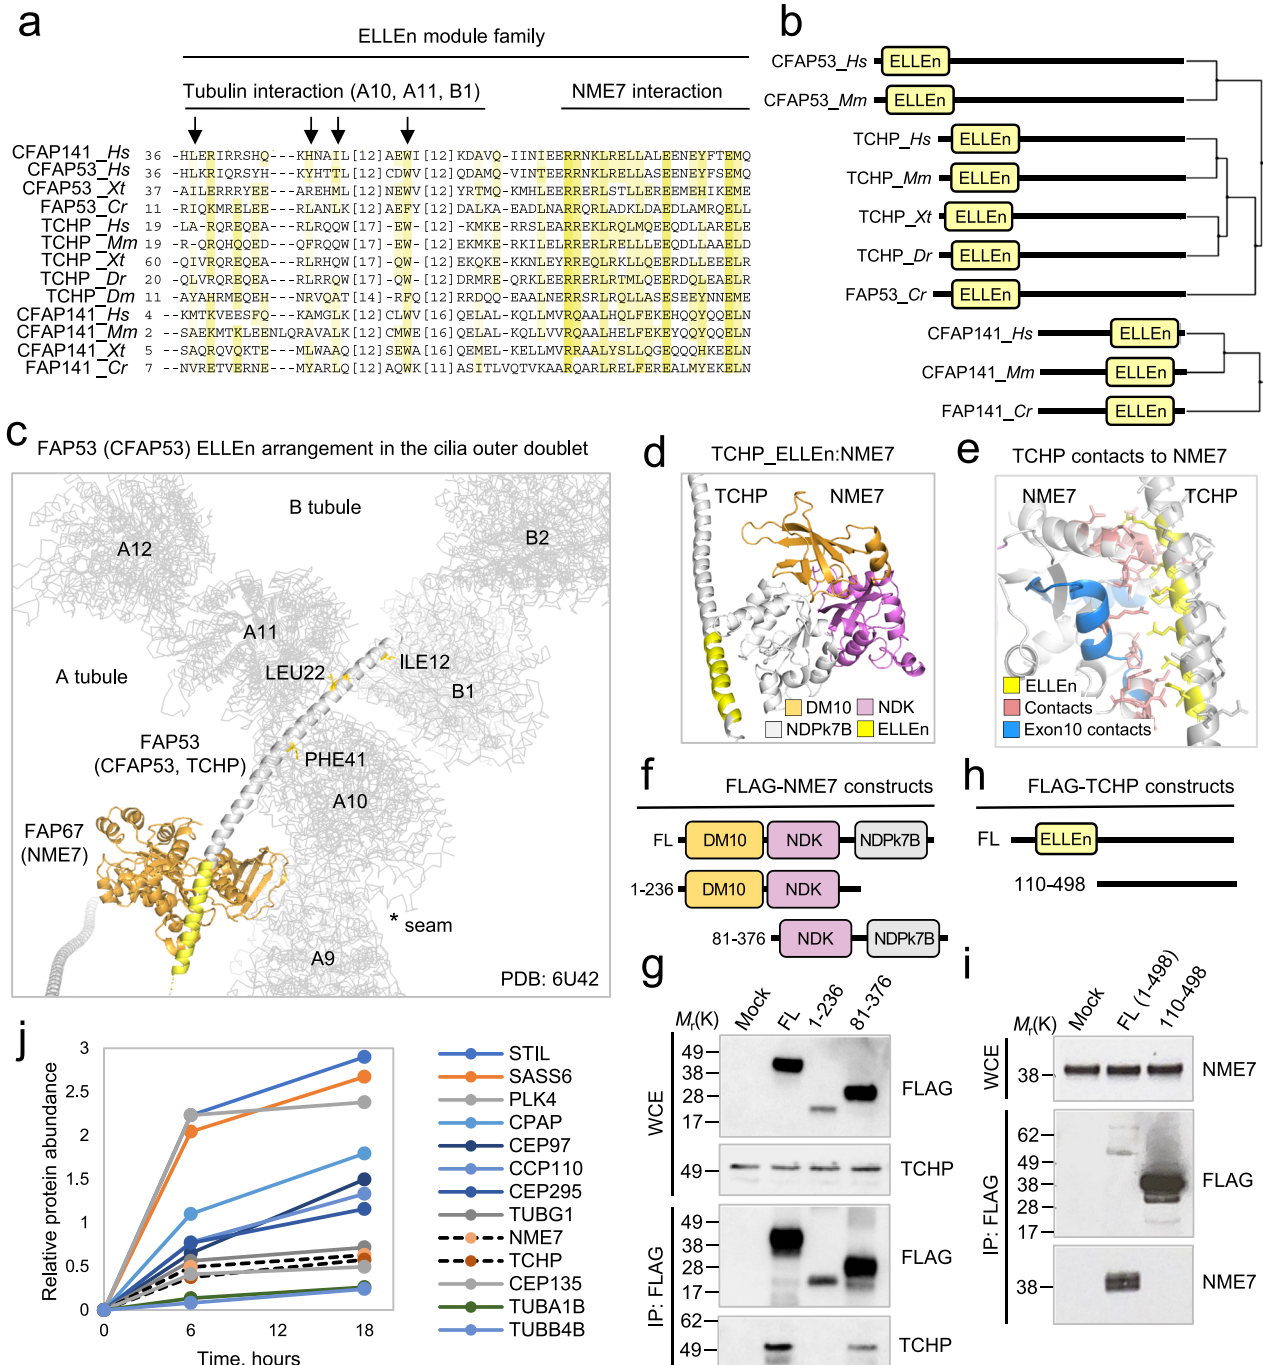 a
ELLEn module family
Tubulin interaction (A10, A11, B1) NME7 interaction
CFAP141_Hs 36 -HLERIRRSHQ---KHNAIL[12]AEWI[12]KDAVQ-IINIEERRNKLRELLALEENEYFTEMQ
CFAP53_Hs 36 -HLKRIQRSYH---KYHTTL[12]CDWV[12]QDAMQ-VINTEERRNKLRELLALEENEYFSEMQ
CFAP53_Xt 37 -AILERRRYEE---AREHML[12]AEWV[12]YRTMQ-KMHLEERRERLSTLLEREEMEHIKEME
FAP53_Cr 11 -RIQKMRELEE---RLANLK[12]AEFY[12]DALKA-EADLNARRQRLADKLDAEDLAMRQELL
TCHP_Hs 19 -LA-RQREQEA---RLRQQW[17]-EW-[12]EKMKE-RRSLEARREKLRQLMQEEQDLLARELE
TCHP_Mm 19 -R-QRQHQQED---QFRQQW[17]-EW-[12]EKMKE-RRELERRRELRELLLEEQDLLAAELD
TCHP_Xt 60 -QIVRQREQEA---RLRHQW[17]-QW-[12]EKQKE-KKNLEYRRQKLRKLLQEERDLLEEELR
TCHP_Dr 20 -QLVRQREQEA---RLRRQW[17]-QW-[12]DRMRE-QRKLEERRERLRTMLQEERDLLEAELR
TCHP_Dm 11 -AYAHRMEQEH---NRVQAT[14]-RFQ[12]RRDQQ-EAALNERRSRLRQLLASESEEYNNEME
CFAP141_Hs 4 --KMTKVEESFQ---KAMGLK[12]CLWV[16]QQELAK-IQMLIVRQAALHQLFEKEHQQYQQELN
CFAP141_Mm 2 --SAEKMTKLEENLQRAVLK[12]CMWE[16]QELAL-KQLLVVRQAALHELFEKEYQQYQQELN
CFAP141_Xt 5 --SAQRQVQKTE---MLWAAQ[12]SEWA[16]QEMEL-KELLMVRRAALYSLLQGEQQQHKEELN
FAP141_Cr 7 --NVRETVERNE---MYARLQ[12]AQWK[11]ASITLVQTVKAARQARLRELFEREALMYEKELN
b
CFAP53_Hs ELLEn
CFAP53_Mm ELLEn
TCHP_Hs ELLEn
TCHP_Mm ELLEn
TCHP_Xt ELLEn
TCHP_Dr ELLEn
FAP53_Cr ELLEn
CFAP141_Hs ELLEn
CFAP141_Mm ELLEn
FAP141_Cr ELLEn
c
FAP53 (CFAP53) ELLEn arrangement in the cilia outer doublet
B tubule
A12
B2
A11
LEU22
ILE12
A tubule
B1
FAP53
(CFAP53, TCHP)
PHE41
A10
FAP67
(NME7)
* seam
A9
PDB: 6U42
d
TCHP_ELLEn:NME7
TCHP NME7
DM10 NDK
NDPk7B ELLEn
e
TCHP contacts to NME7
NME7 TCHP
ELLEn
Contacts
Exon10 contacts
f
FLAG-NME7 constructs
FL DM10 NDK NDPk7B
1-236 DM10 NDK
81-376 NDK NDPk7B
h
FLAG-TCHP constructs
FL ELLEn
110-498
g
Mr(K) Mock FL 1-236 81-376
WCE
49
38
28
17
FLAG
49
TCHP
IP: FLAG
49
38
28
17
FLAG
62
49
TCHP
i
Mr(K) Mock FL (1-498) 110-498
WCE
38
NME7
IP: FLAG
62
49
38
28
17
FLAG
38
NME7
j
Relative protein abundance
3
2.5
2
1.5
1
0.5
0
0 6 12 18
Time, hours
STIL
SASS6
PLK4
CPAP
CEP97
CCP110
CEP295
TUBG1
NME7
TCHP
CEP135
TUBA1B
TUBB4B